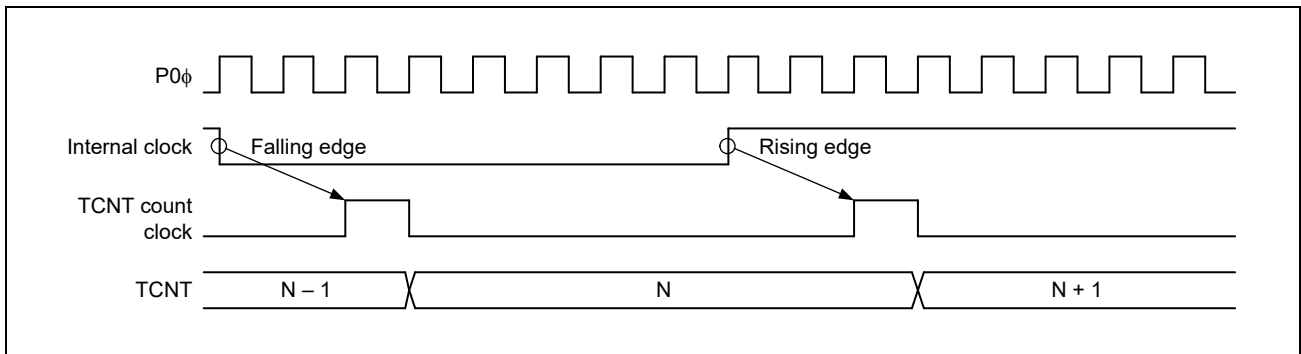 P0ϕ
Internal clock
Falling edge
Rising edge
TCNT count
clock
TCNT
N – 1
N
N + 1